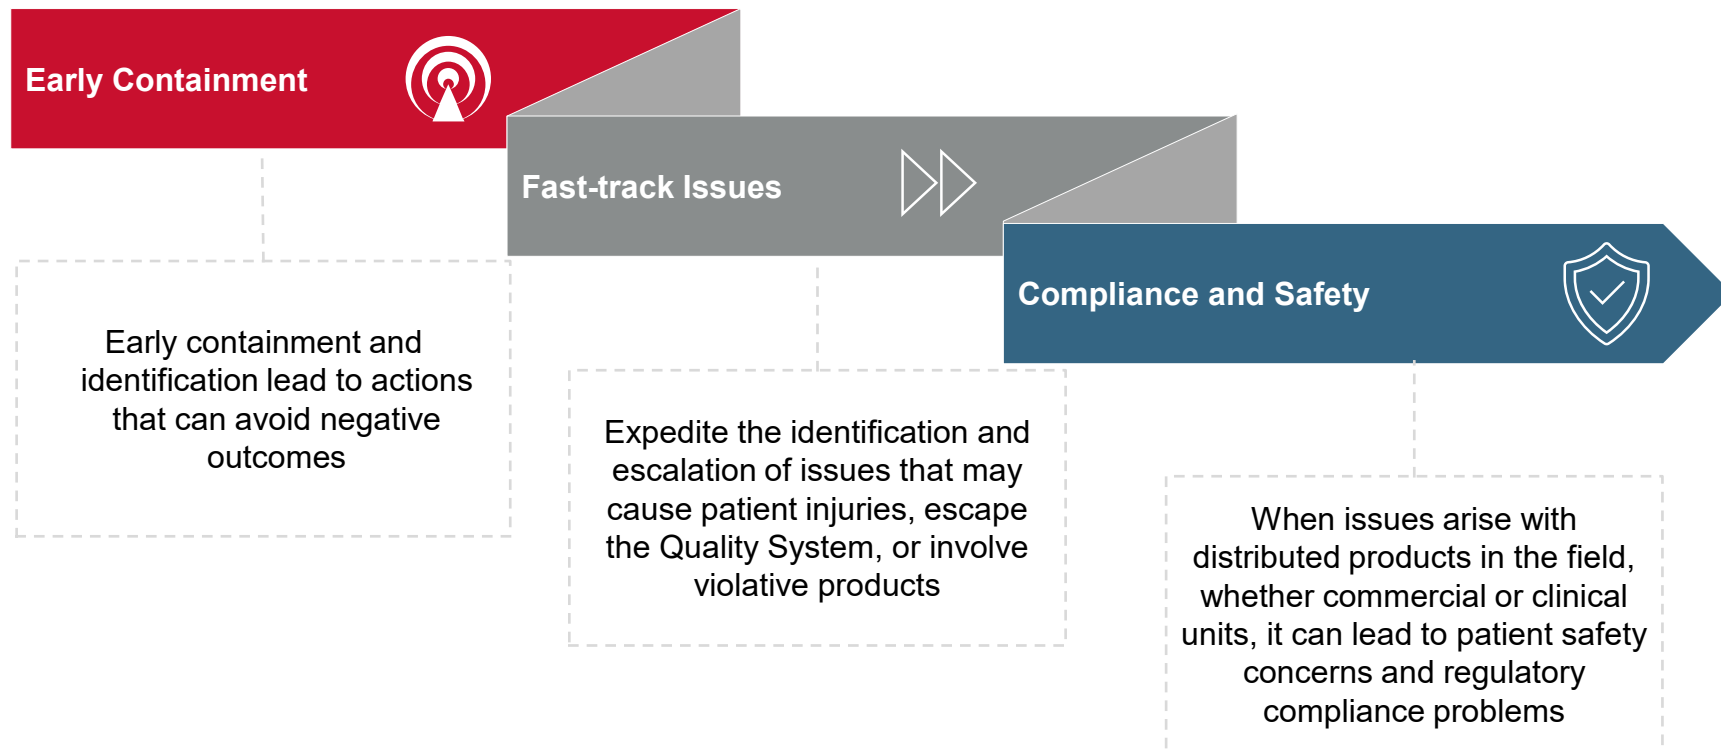 Early Containment
Fast-track Issues
Compliance and Safety
Early containment and
identification lead to actions
that can avoid negative
outcomes
Expedite the identification and
escalation of issues that may
cause patient injuries, escape
the Quality System, or involve
violative products
When issues arise with
distributed products in the field,
whether commercial or clinical
units, it can lead to patient safety
concerns and regulatory
compliance problems